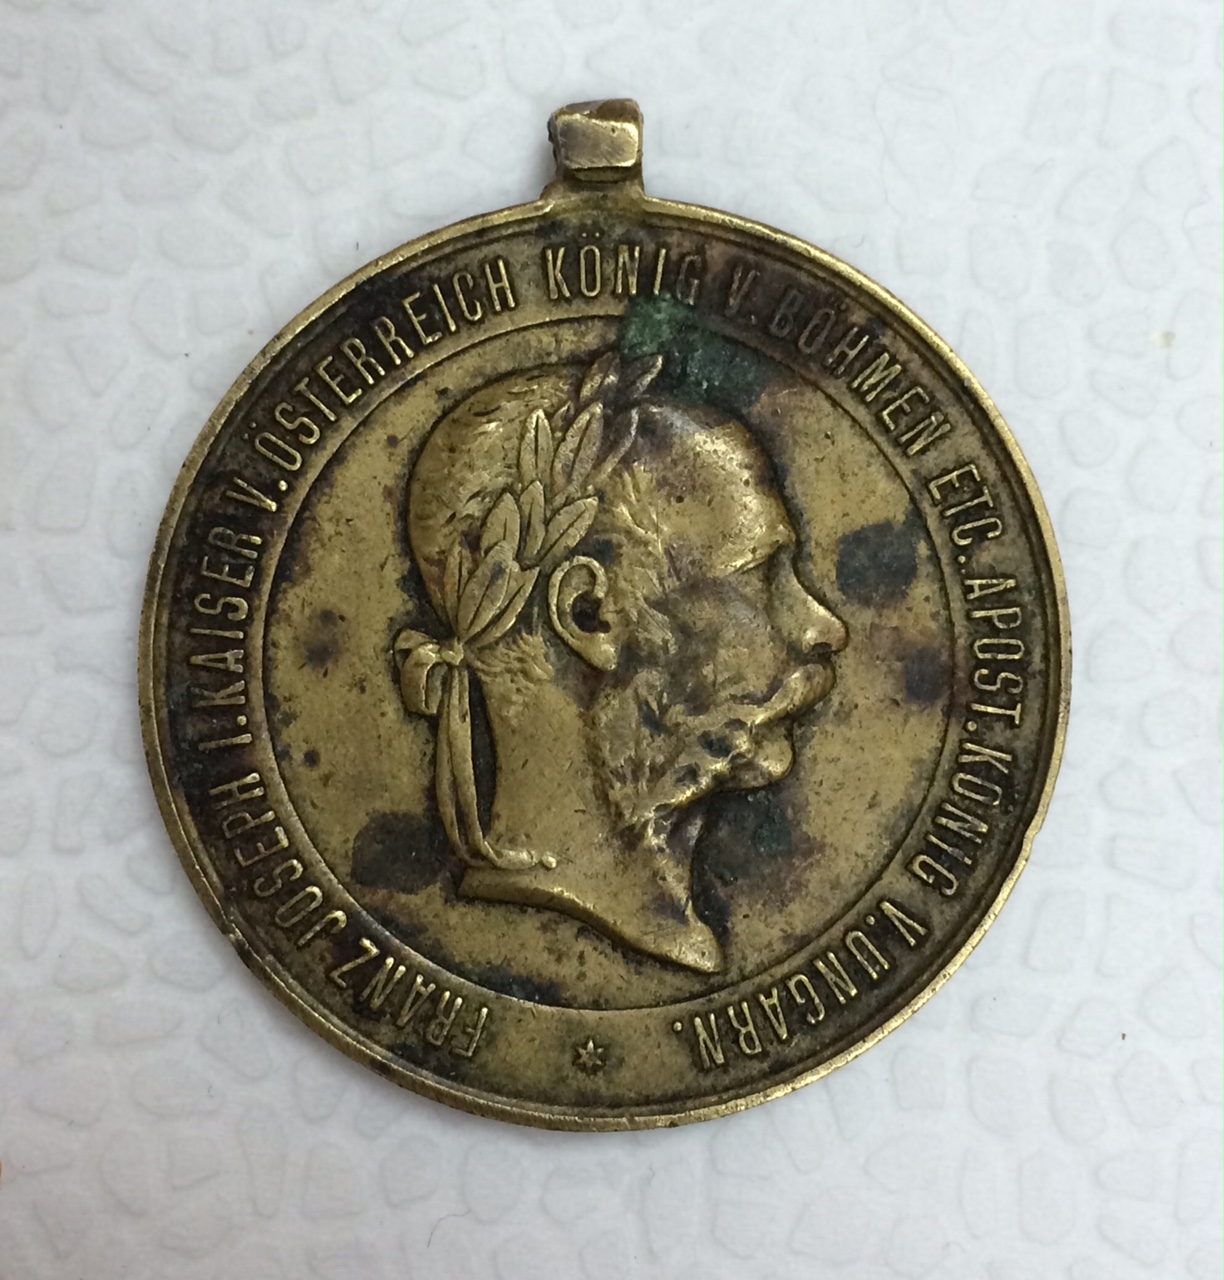 FRANZ JOSEPH I. KAISER V. ÖSTERREICH KÖNIG V. BÖHMEN ETC. APOST. KÖNIG V. UNGARN.